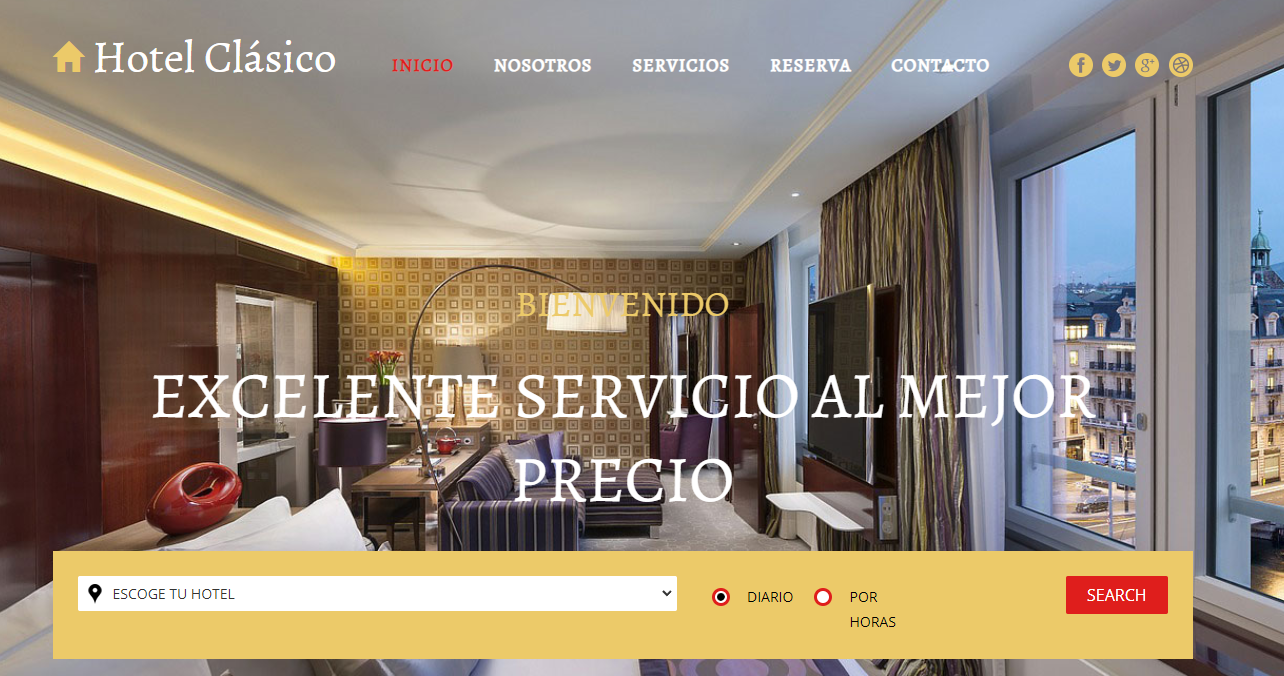 Hotel Clásico
INICIO NOSOTROS SERVICIOS RESERVA CONTACTO
BIENVENIDO
EXCELENTE SERVICIO AL MEJOR
PRECIO
ESCOGE TU HOTEL
DIARIO
POR
HORAS
SEARCH